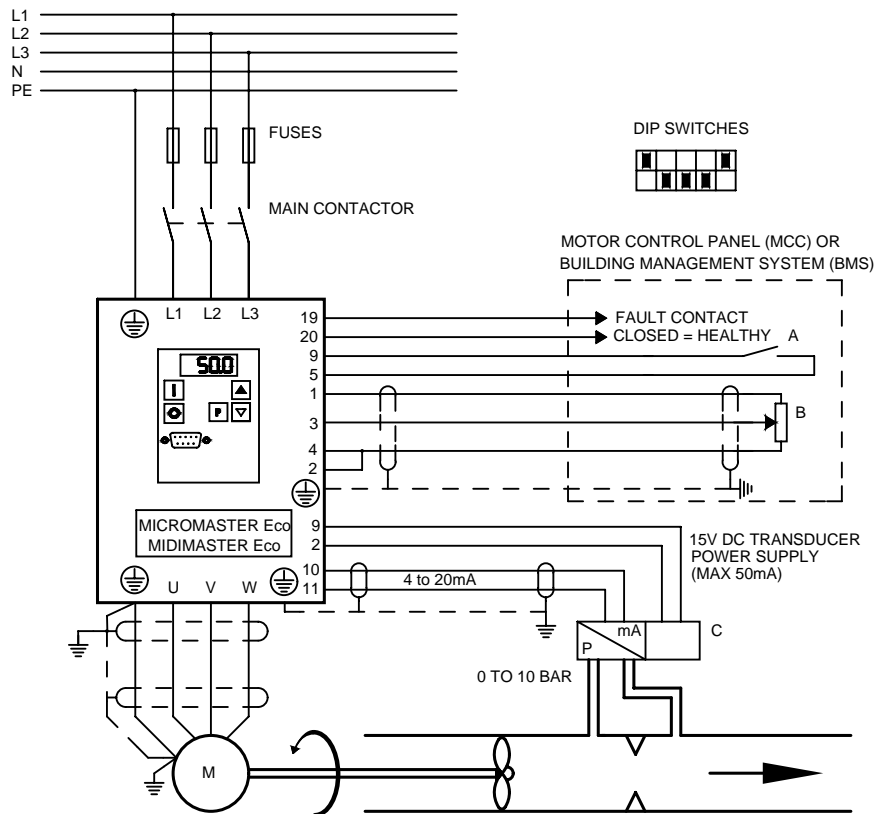 L1
L2
L3
N
PE
FUSES
DIP SWITCHES
MAIN CONTACTOR
MOTOR CONTROL PANEL (MCC) OR
BUILDING MANAGEMENT SYSTEM (BMS)
L1 L2 L3
19
FAULT CONTACT
20
CLOSED = HEALTHY
A
9
5
50.0
I
P
1
3
B
4
2
MICROMASTER Eco
MIDIMASTER Eco
9
2
15V DC TRANSDUCER
POWER SUPPLY
(MAX 50mA)
10
11
4 to 20mA
U V W
mA
P
C
0 TO 10 BAR
M